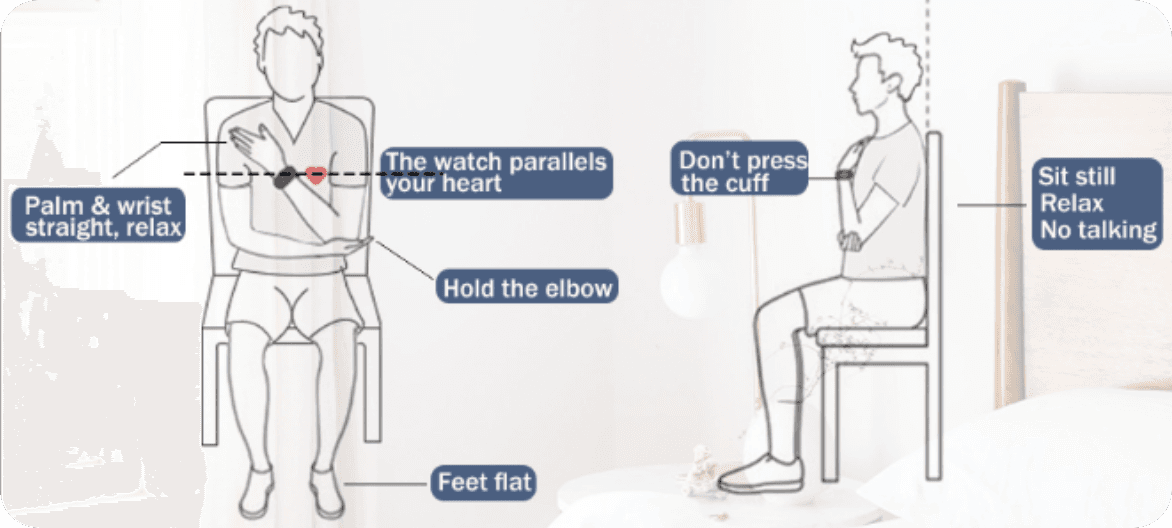 The watch parallels
your heart
Palm & wrist
straight, relax
Hold the elbow
Feet flat
Don't press
the cuff
Sit still
Relax
No talking